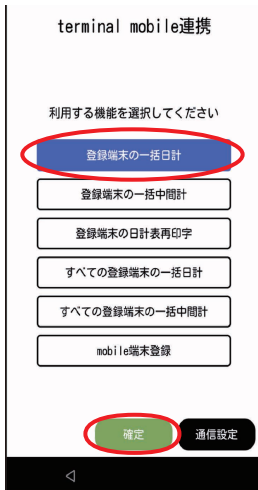 terminal mobile連携
利用する機能を選択してください
登録端末の一括日計
登録端末の一括中間計
登録端末の日計表再印字
すべての登録端末の一括日計
すべての登録端末の一括中間計
mobile端末登録
確定
通信設定